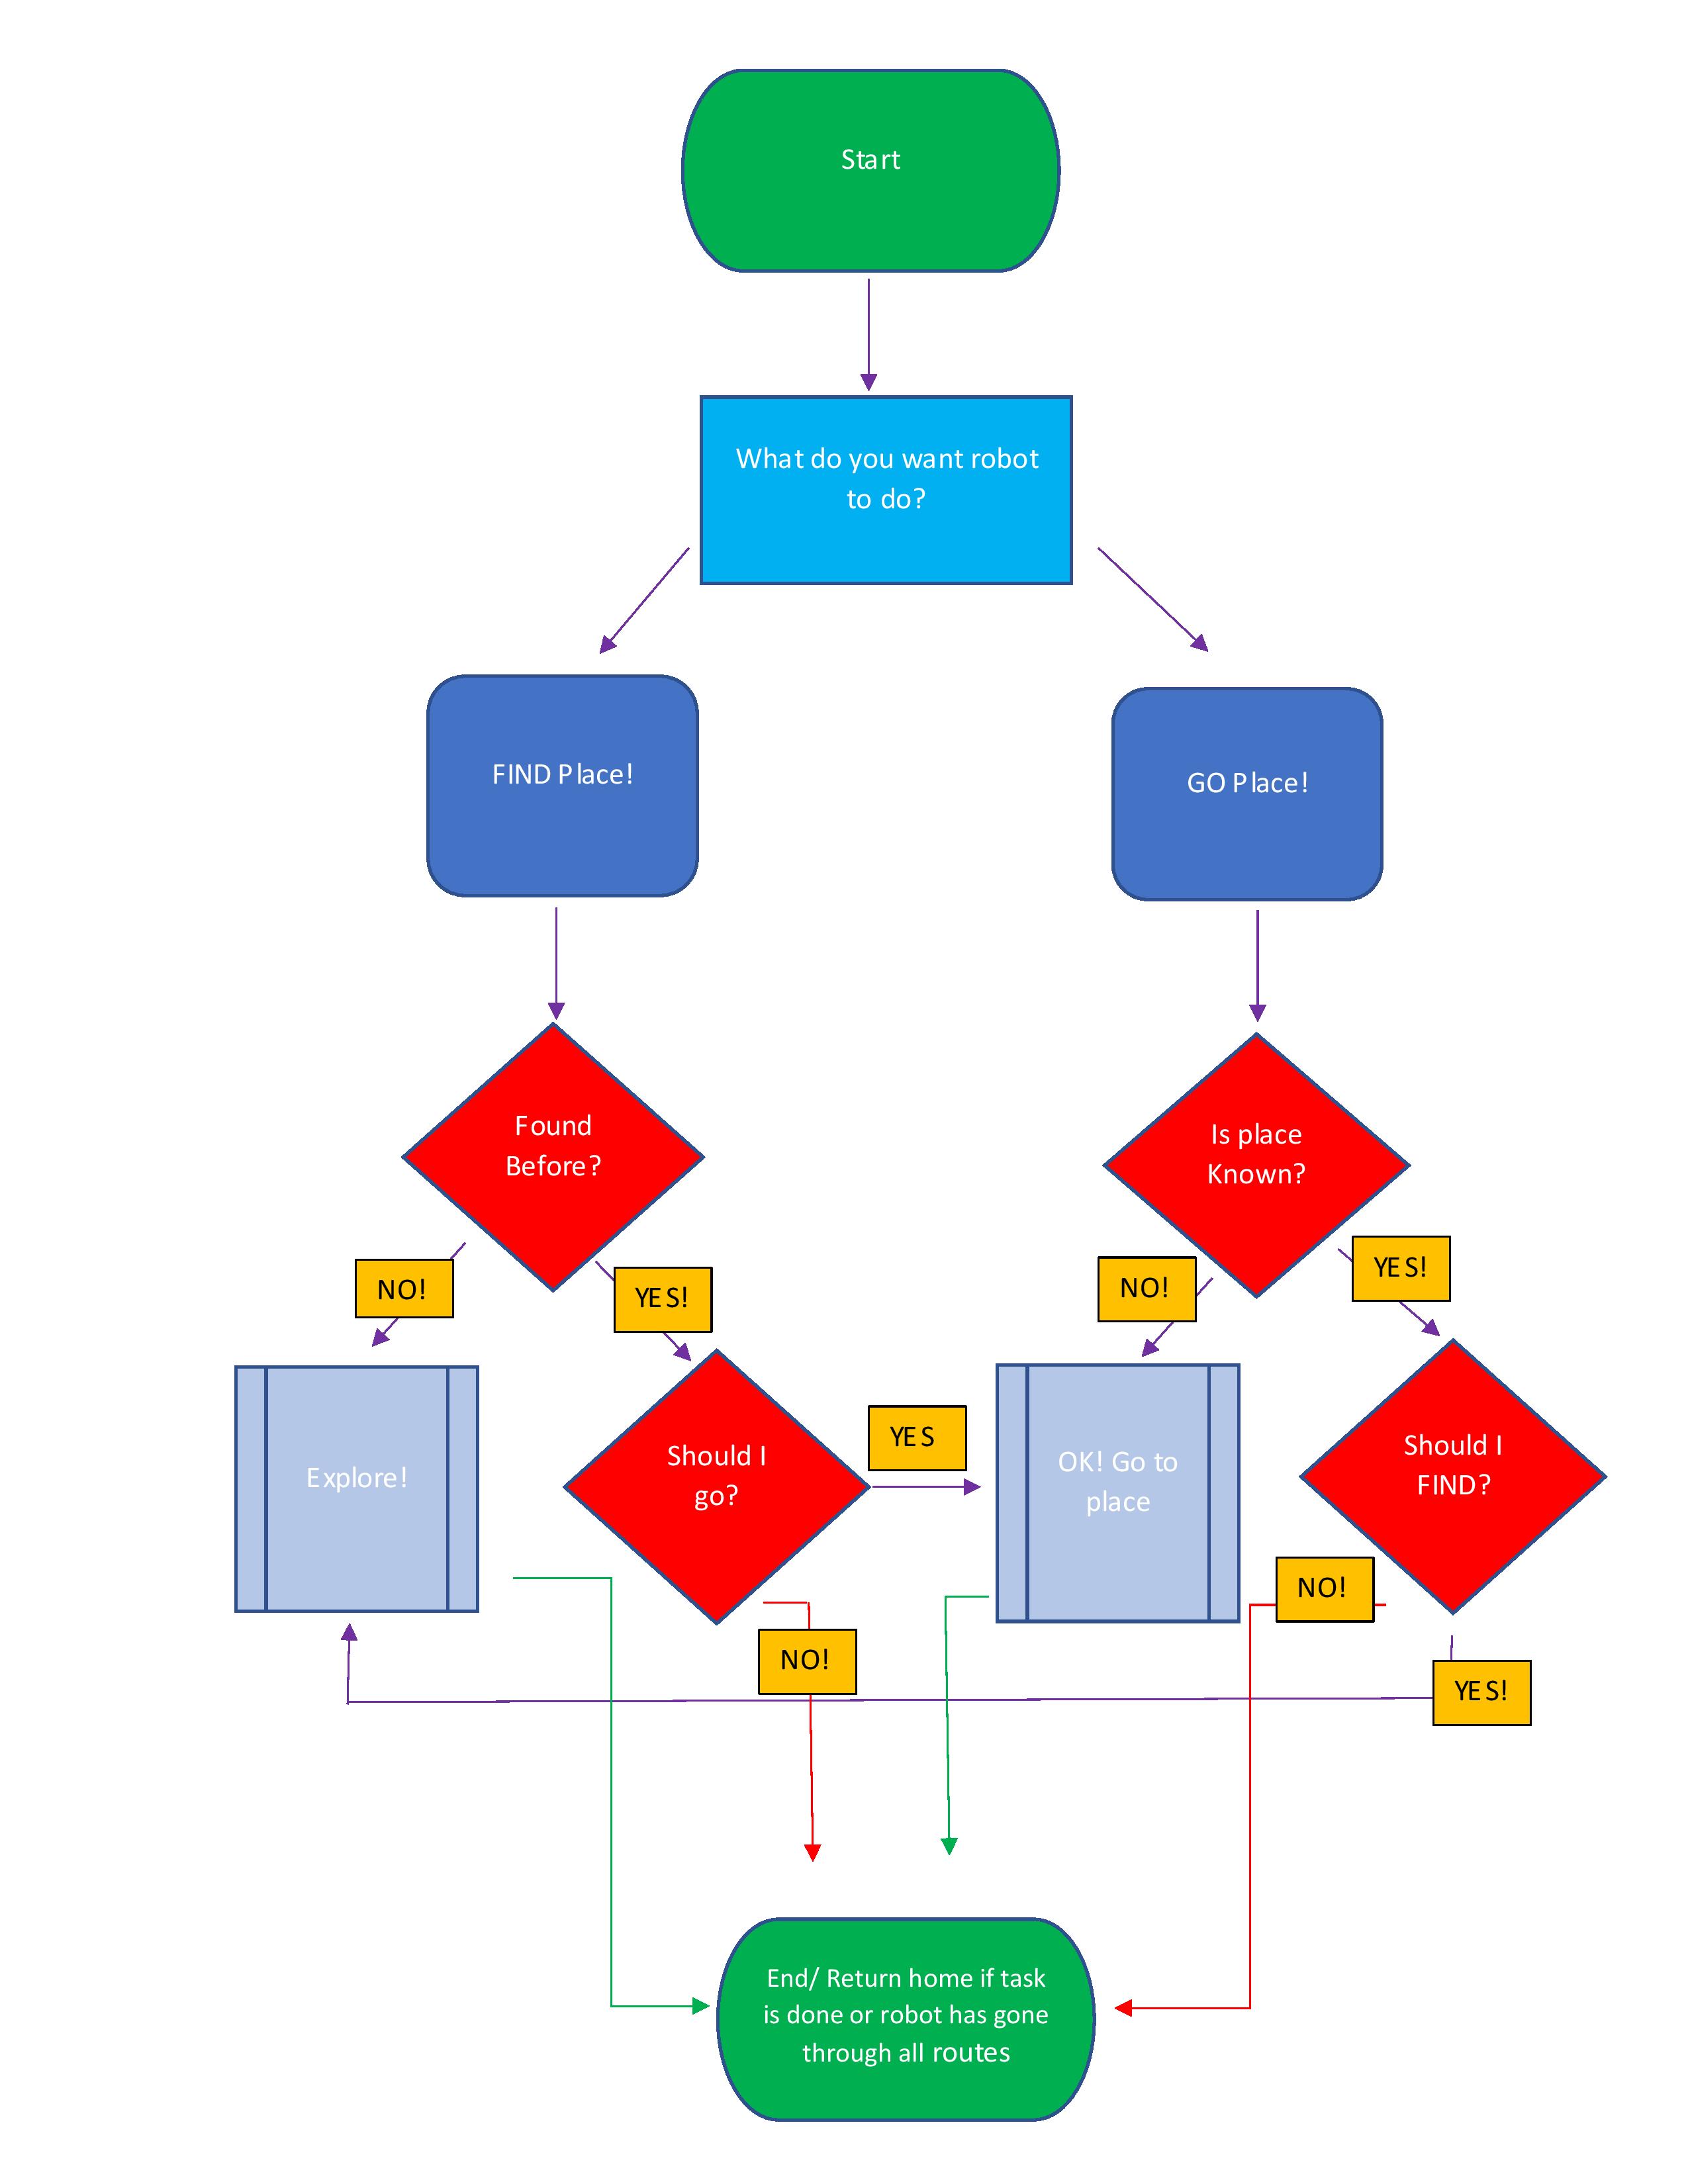 Start
What do you want robot
to do?
FIND Place!
GO Place!
Found
Before?
Is place
Known?
NO!
YES!
NO!
YES!
Explore!
Should I
go?
YES
OK! Go to
place
Should I
FIND?
NO!
NO!
YES!
End/ Return home if task
is done or robot has gone
through all routes